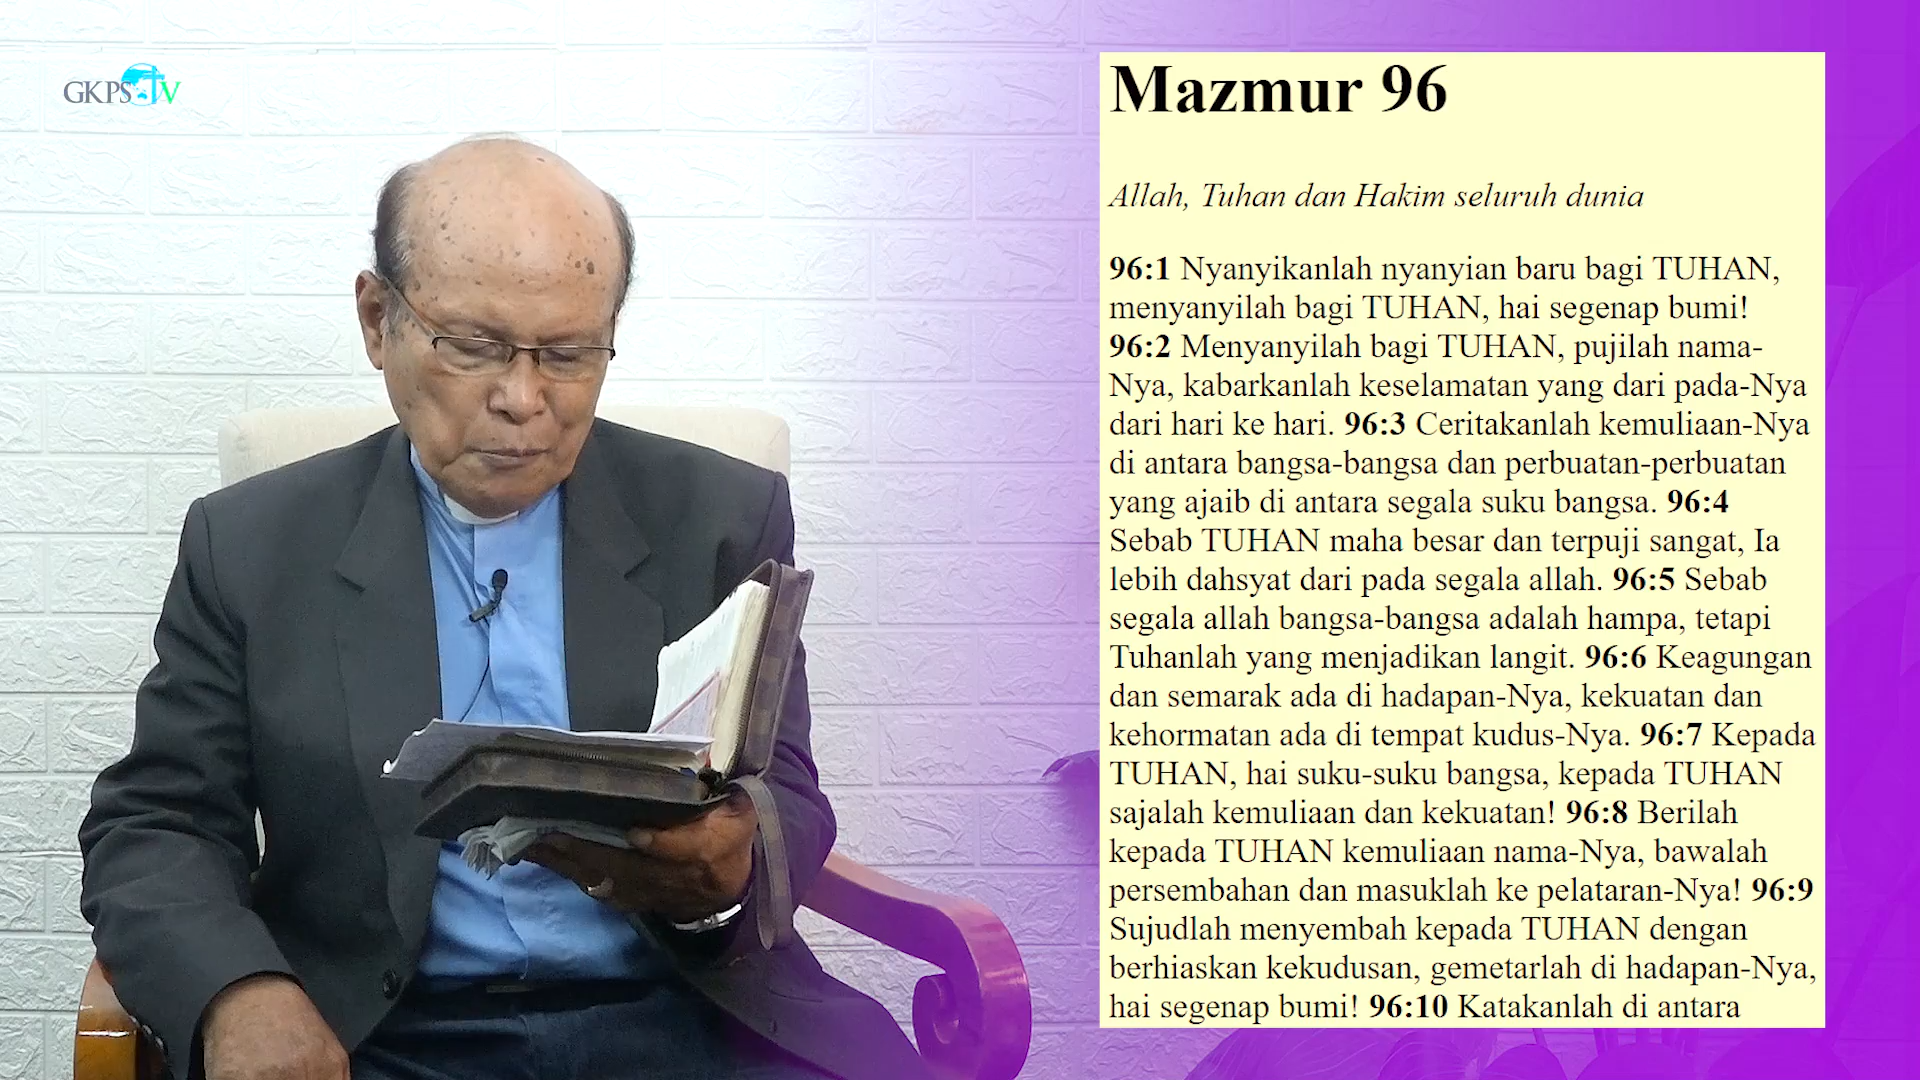 GKPS TV
Mazmur 96
Allah, Tuhan dan Hakim seluruh dunia
96:1 Nyanyikanlah nyanyian baru bagi TUHAN,
menyanyilah bagi TUHAN, hai segenap bumi!
96:2 Menyanyilah bagi TUHAN, pujilah nama-
Nya, kabarkanlah keselamatan yang dari pada-Nya
dari hari ke hari. 96:3 Ceritakanlah kemuliaan-Nya
di antara bangsa-bangsa dan perbuatan-perbuatan
yang ajaib di antara segala suku bangsa. 96:4
Sebab TUHAN maha besar dan terpuji sangat, Ia
lebih dahsyat dari pada segala allah. 96:5 Sebab
segala allah bangsa-bangsa adalah hampa, tetapi
Tuhanlah yang menjadikan langit. 96:6 Keagungan
dan semarak ada di hadapan-Nya, kekuatan dan
kehormatan ada di tempat kudus-Nya. 96:7 Kepada
TUHAN, hai suku-suku bangsa, kepada TUHAN
sajalah kemuliaan dan kekuatan! 96:8 Berilah
kepada TUHAN kemuliaan nama-Nya, bawalah
persembahan dan masuklah ke pelataran-Nya! 96:9
Sujudlah menyembah kepada TUHAN dengan
berhiaskan kekudusan, gemetarlah di hadapan-Nya,
hai segenap bumi! 96:10 Katakanlah di antara